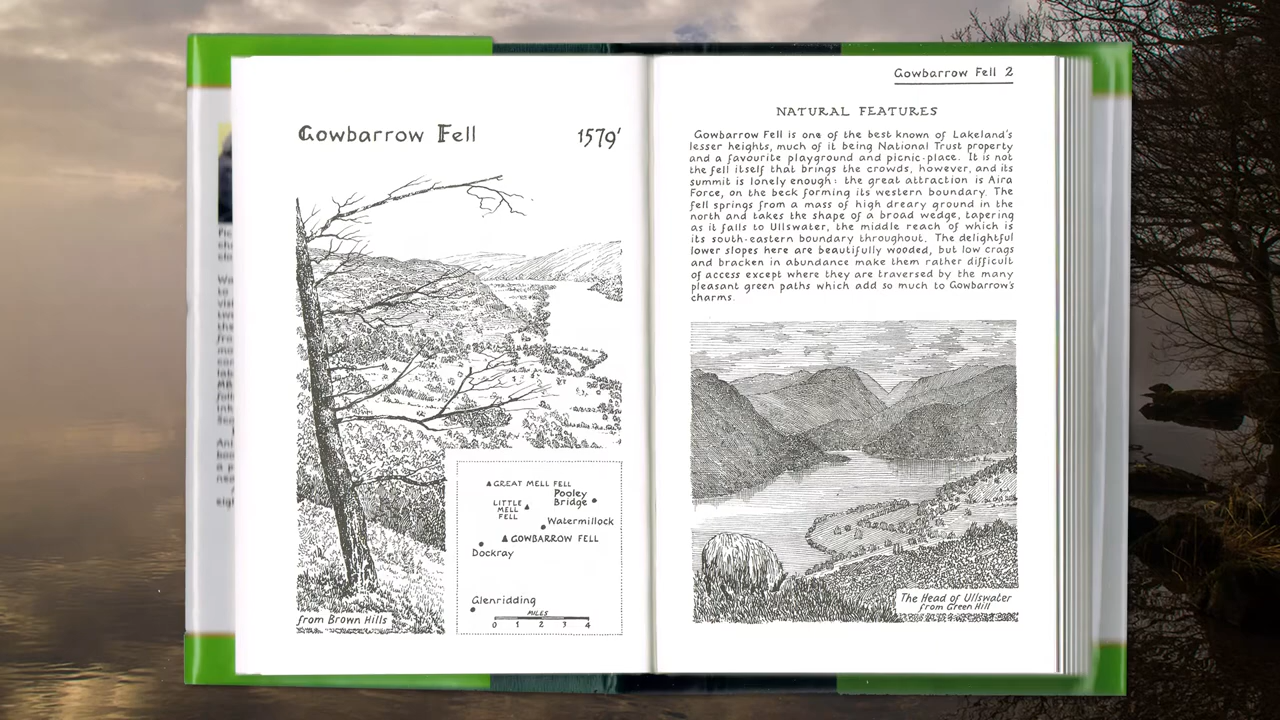 Gowbarrow Fell 1579'
▲ GREAT MELL FELL
Pooley
Bridge
LITTLE
MELL
FELL
Watermillock
▲ GOWBARROW FELL
Dockray
Glenridding
MILES
0 1 2 3 4
from Brown Hills
Gowbarrow Fell 2
NATURAL FEATURES
Gowbarrow Fell is one of the best known of Lakeland's
lesser heights, much of it being National Trust property
and a favourite playground and picnic-place. It is not
the fell itself that brings the crowds, however, and its
summit is lonely enough: the great attraction is Aira
Force, on the beck forming its western boundary. The
fell springs from a mass of high dreary ground in the
north and takes the shape of a broad wedge, tapering
as it falls to Ullswater, the middle reach of which is
its south-eastern boundary throughout. The delightful
lower slopes here are beautifully wooded, but low crags
and bracken in abundance make them rather difficult
of access except where they are traversed by the many
pleasant green paths which add so much to Gowbarrow's
charms.
The Head of Ullswater
from Green Hill